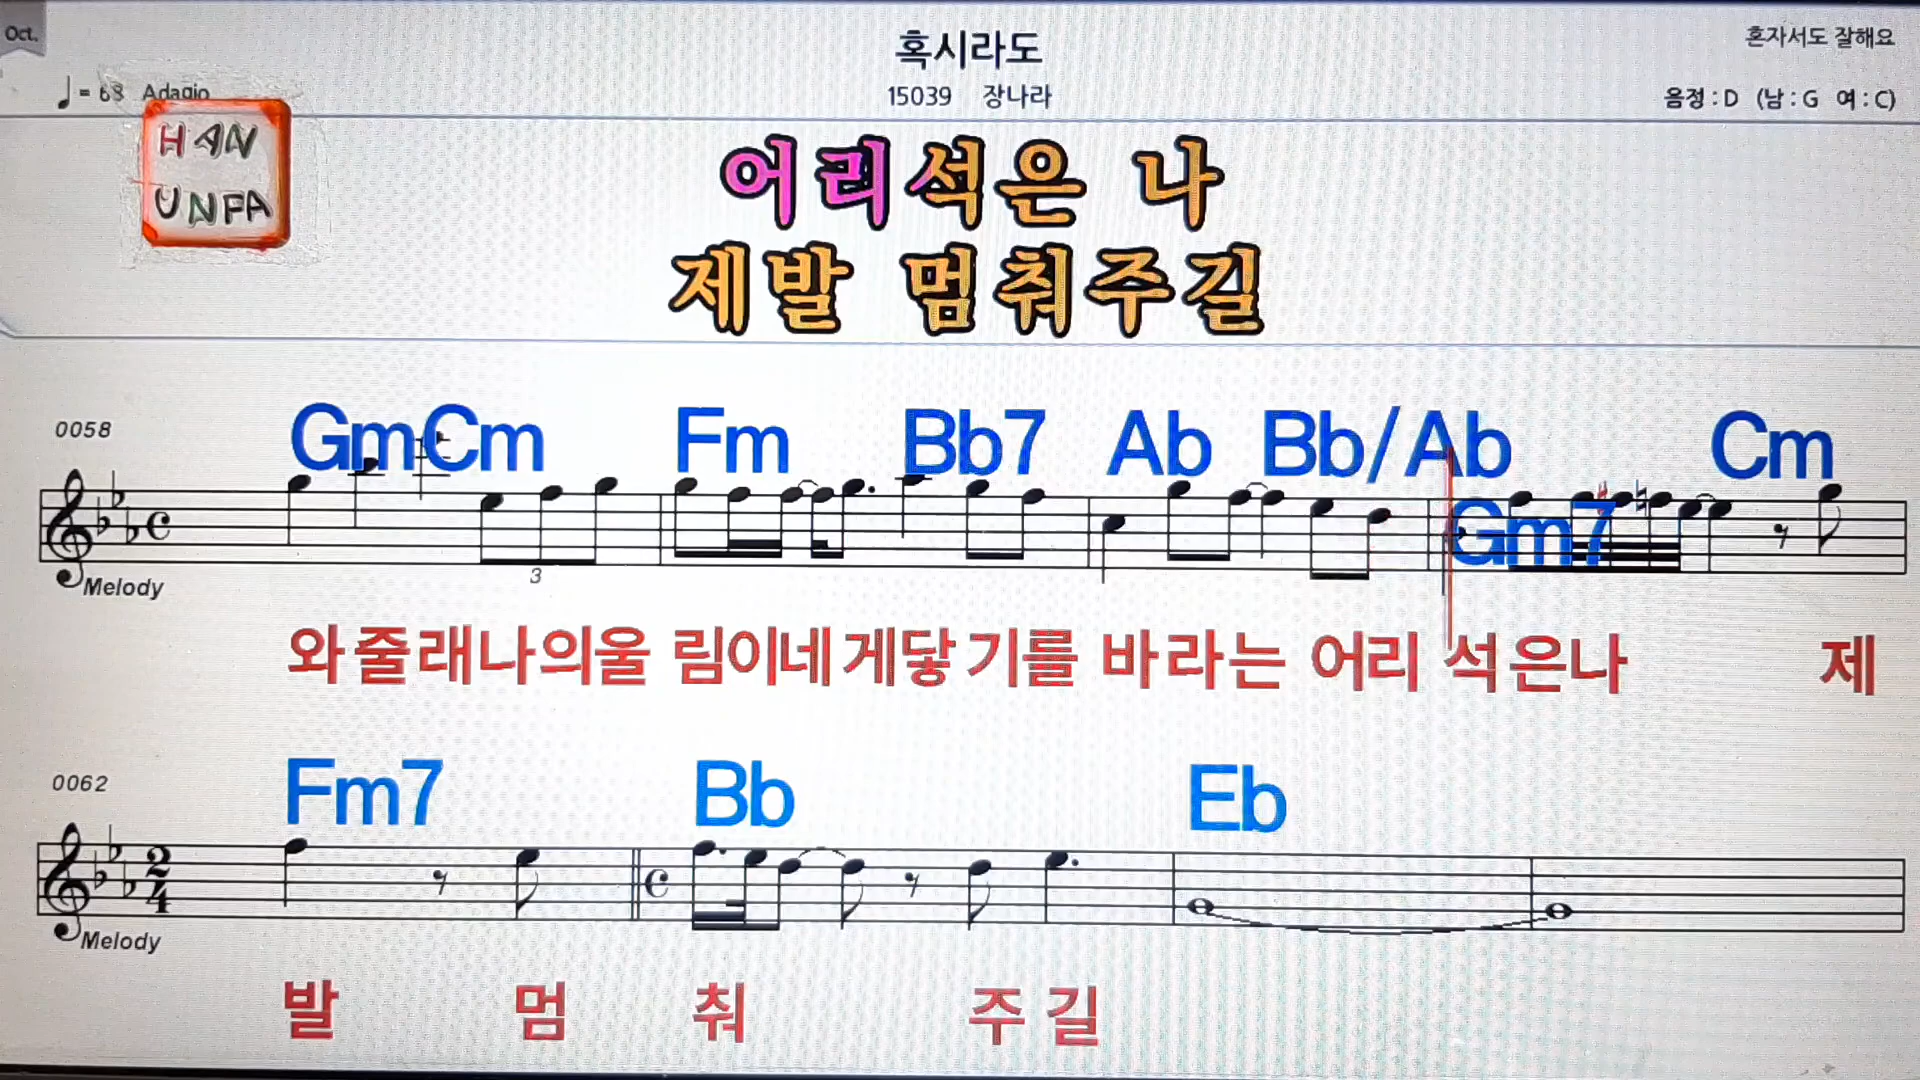 Oct.
혹시라도
혼자서도 잘해요
♩= 68 Adagio
15039 장나라
음정 : D (남 : G 여 : C)
HAN
UNFA
어리석은 나
제발 멈춰주길
0058
Gm Cm Fm Bb7 Ab Bb/Ab Gm7 Cm
3
Melody
와줄래나의울 림이네게닿기를 바라는 어리 석은나 제
0062
Fm7 Bb Eb
2
4
Melody
발 멈 춰 주길